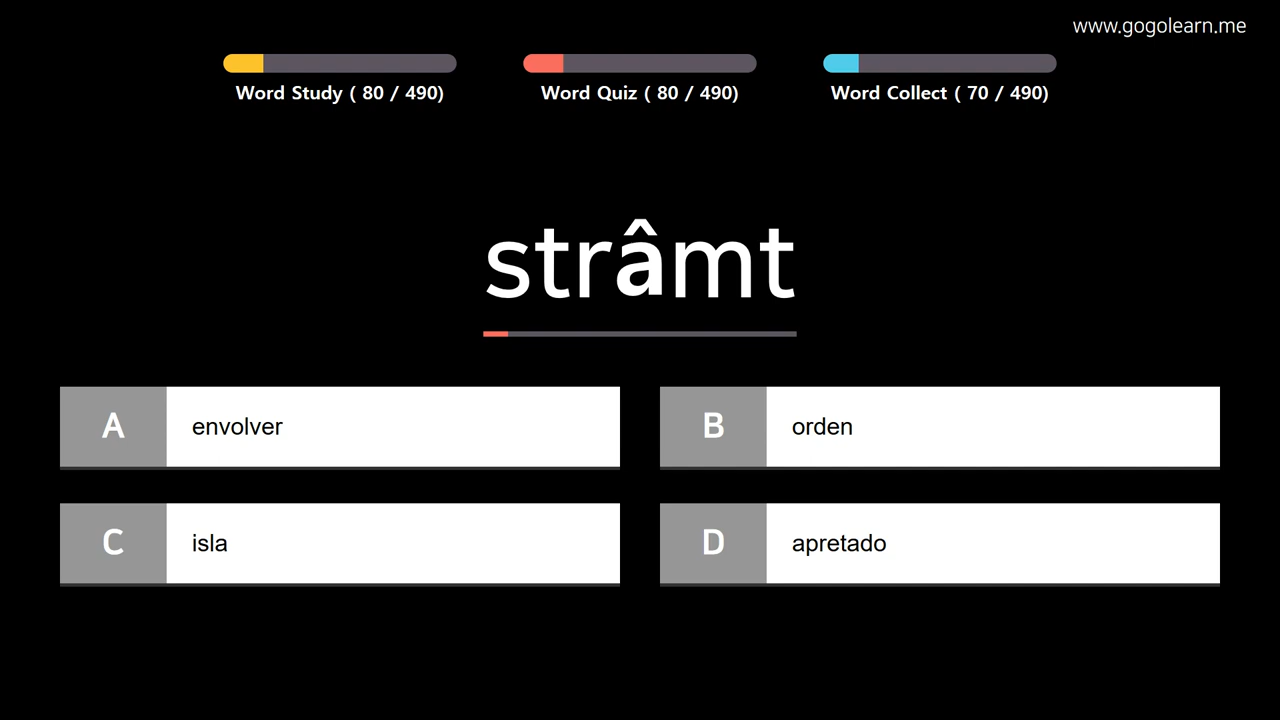 www.gogolearn.me
Word Study ( 80 / 490)
Word Quiz ( 80 / 490)
Word Collect ( 70 / 490)
strâmt
A envolver
B orden
C isla
D apretado